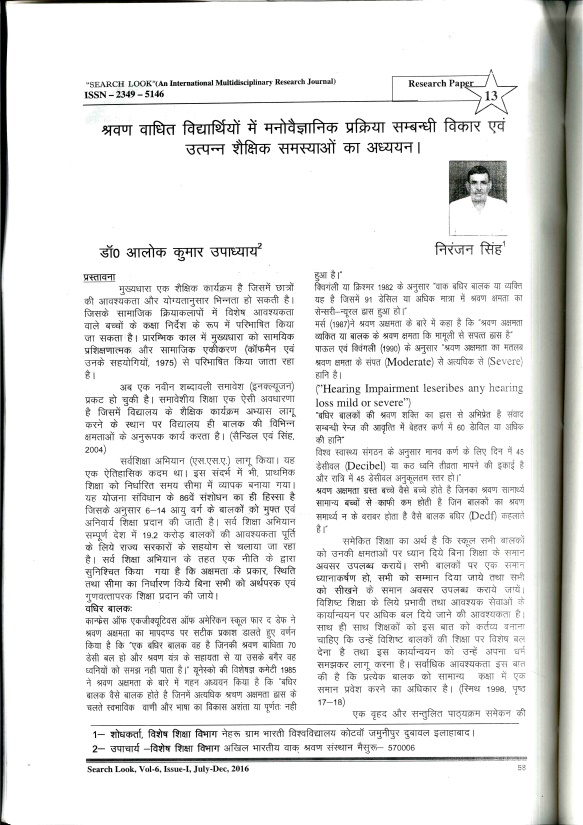 "SEARCH LOOK"(An International Multidisciplinary Research Journal)
ISSN – 2349 – 5146
Research Paper
13
श्रवण वाधित विद्यार्थियों में मनोवैज्ञानिक प्रक्रिया सम्बन्धी विकार एवं
उत्पन्न शैक्षिक समस्याओं का अध्ययन।
डॉ0 आलोक कुमार उपाध्याय2
निरंजन सिंह1
प्रस्तावना
मुख्यधारा एक शैक्षिक कार्यक्रम है जिसमें छात्रों
की आवश्यकता और योग्यतानुसार भिन्नता हो सकती है।
जिसके सामाजिक क्रियाकलापों में विशेष आवश्यकता
वाले बच्चों के कक्षा निर्देश के रूप में परिभाषित किया
जा सकता है। प्रारम्भिक काल में मुख्यधारा को सामयिक
प्रशिक्षणात्मक और सामाजिक एकीकरण (कॉफमैन एवं
उनके सहयोगियों, 1975) से परिभाषित किया जाता रहा
है।
अब एक नवीन शब्दावली समावेश (इनक्ल्यूजन)
प्रकट हो चुकी है। समावेशीय शिक्षा एक ऐसी अवधारणा
है जिसमें विद्यालय के शैक्षिक कार्यक्रम अभ्यास लागू
करने के स्थान पर विद्यालय ही बालक की विभिन्न
क्षमताओं के अनुरूपक कार्य करता है। (सैन्डिल एवं सिंह,
2004)
सर्वशिक्षा अभियान (एस.एस.ए.) लागू किया। यह
एक ऐतिहासिक कदम था। इस संदर्भ में भी, प्राथमिक
शिक्षा को निर्धारित समय सीमा में व्यापक बनाया गया।
यह योजना संविधान के 86वें संशोधन का ही हिस्सा है
जिसके अनुसार 6–14 आयु वर्ग के बालकों को मुफ्त एवं
अनिवार्य शिक्षा प्रदान की जाती है। सर्व शिक्षा अभियान
सम्पूर्ण देश में 19.2 करोड बालकों की आवश्यकता पूर्ति
के लिये राज्य सरकारों के सहयोग से चलाया जा रहा
है। सर्व शिक्षा अभियान के तहत एक नीति के द्वारा
सुनिश्चित किया गया है कि अक्षमता के प्रकार, स्थिति
तथा सीमा का निर्धारण किये बिना सभी को अर्थपरक एवं
गुणवत्तापरक शिक्षा प्रदान की जाये।
वधिर बालकः
कान्फ्रेंस ऑफ एकजीक्यूटिवस ऑफ अमेरिकन स्कूल फार द डेफ ने
श्रवण अक्षमता का मापदण्ड पर सटीक प्रकाश डालते हुए वर्णन
किया है कि "एक बधिर बालक वह है जिनकी श्रवण बाधिता 70
डेसी बल हो और श्रवण यंत्र के सहायता से या उसके बगैर वह
ध्वनियों को समझ नही पाता है।" यूनेस्को की विशेषज्ञ कमेटी 1985
ने श्रवण अक्षमता के बारे में गहन अध्ययन किया है कि "बधिर
बालक वैसे बालक होते है जिनमें अत्यधिक श्रवण अक्षमता ह्रास के
चलते स्वभाविक वाणी और भाषा का विकास अशंता या पूर्णतः नही
हुआ है।"
क्विंगली या क्रिश्मर 1982 के अनुसार "वाक बधिर बालक या व्यक्ति
यह है जिसमें 91 डेसिल या अधिक मात्रा में श्रवण क्षमता का
सेन्सरी–न्यूरल ह्रास हुआ हो।"
मर्स (1987)ने श्रवण अक्षमता के बारे में कहा है कि "श्रवण अक्षमता
व्यक्ति या बालक के श्रवण क्षमता कि मामूली से सपता ह्रास है"
पाऊल एवं क्विंगली (1990) के अनुसार "श्रवण अक्षमता का मतलब
श्रवण क्षमता के संपत (Moderate) से अत्यधिक से (Severe)
हानि है।
("Hearing Impairment leseribes any hearing
loss mild or severe")
"बधिर बालकों की श्रवण शक्ति का ह्रास से अभिप्रेत है संवाद
सम्बन्धी रेन्ज की आवृत्ति में बेहतर कर्ण में 60 डेविल या अधिक
की हानि"
विश्व स्वास्थ्य संगठन के अनुसार मानव कर्ण के लिए दिन में 45
डेसीवल (Decibel) या कठ ध्वनि तीव्रता मापने की इकाई है
और रात्रि में 45 डेसीवल अनुकूलतम स्तर हो।"
श्रवण अक्षमता ग्रस्त बच्चे वैसे बच्चे होते है जिनका श्रवण सामर्थ्य
सामान्य बच्चों से काफी कम होती है जिन बालकों का श्रवण
समार्थ्य न के बराबर होता है वैसे बालक बधिर (Dedf) कहलाते
है।"
समेकित शिक्षा का अर्थ है कि स्कूल सभी बालकों
को उनकी क्षमताओं पर ध्यान दिये बिना शिक्षा के समान
अवसर उपलब्ध करायें। सभी बालकों पर एक समान
ध्यानाकर्षण हो, सभी को सम्मान दिया जाये तथा सभी
को सीखने के समान अवसर उपलब्ध कराये जायें।
विशिष्ट शिक्षा के लिये प्रभावी तथा आवश्यक सेवाओं के
कार्यान्वयन पर अधिक बल दिये जाने की आवश्यकता है।
साथ ही साथ शिक्षकों को इस बात को कर्तव्य बनाना
चाहिए कि उन्हें विशिष्ट बालकों की शिक्षा पर विशेष बल
देना है तथा इस कार्यान्वयन को उन्हें अपना धर्म
समझकर लागू करना है। सर्वाधिक आवश्यकता इस बात
की है कि प्रत्येक बालक को सामान्य कक्षा में एक
समान प्रवेश करने का अधिकार है। (स्मिथ 1998, पृष्ठ
17–18)
एक वृहद और सन्तुलित पाठ्यक्रम समेकन की
1– शोधकर्ता, विशेष शिक्षा विभाग नेहरू ग्राम भारती विश्वविद्यालय कोटवॉं जमुनीपुर दुबावल इलाहाबाद।
2– उपाचार्य –विशेष शिक्षा विभाग अखिल भारतीय वाक् श्रवण संस्थान मैसुरू– 570006
Search Look, Vol-6, Issue-I, July-Dec, 2016
58